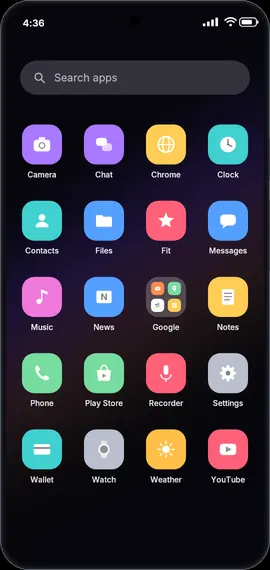 4:36
Search apps
Camera
Chat
Chrome
Clock
Contacts
Files
Fit
Messages
Music
N
News
Google
Notes
Phone
Play Store
Recorder
Settings
Wallet
Watch
Weather
YouTube